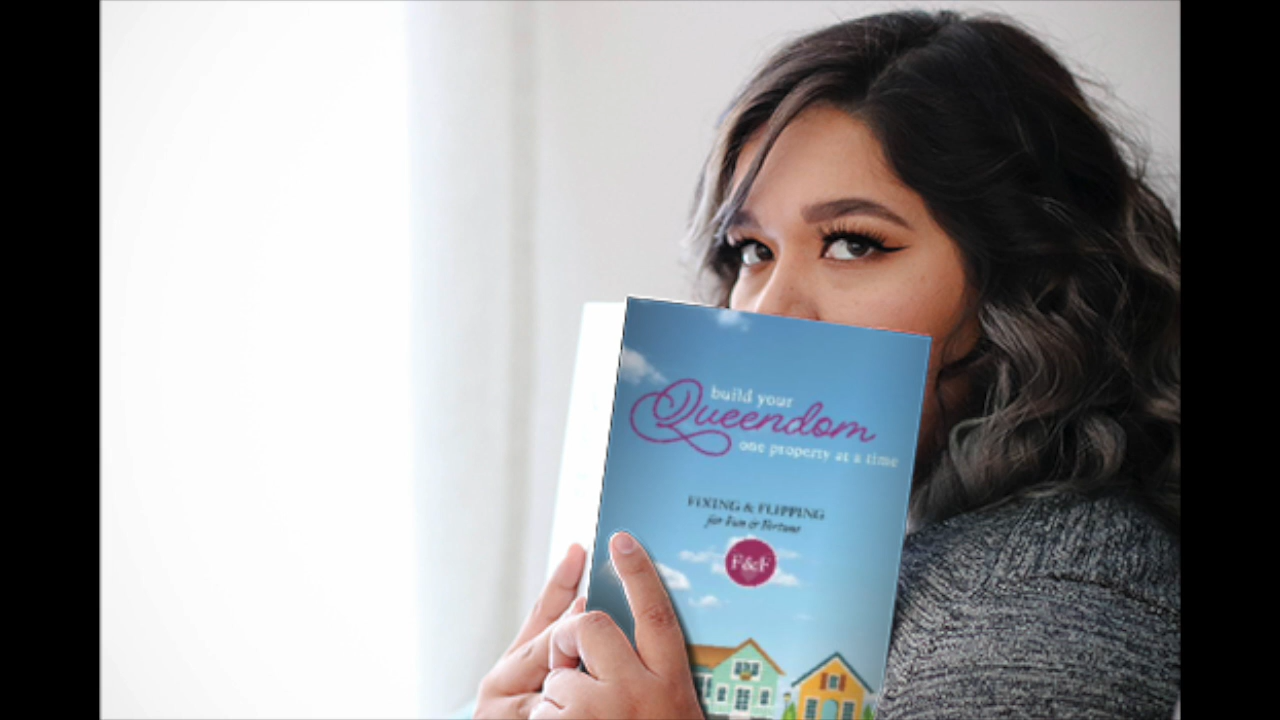 build your
Queendom
one property at a time
FIXING & FLIPPING
for Fun & Fortune
F&F